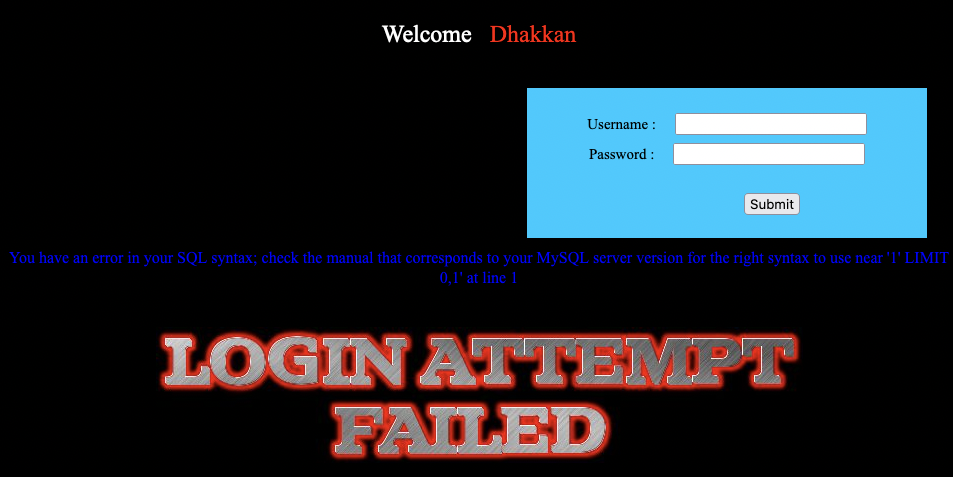 Welcome Dhakkan
Username :
Password :
Submit
You have an error in your SQL syntax; check the manual that corresponds to your MySQL server version for the right syntax to use near '1' LIMIT
0,1' at line 1
LOGIN ATTEMPT
FAILED